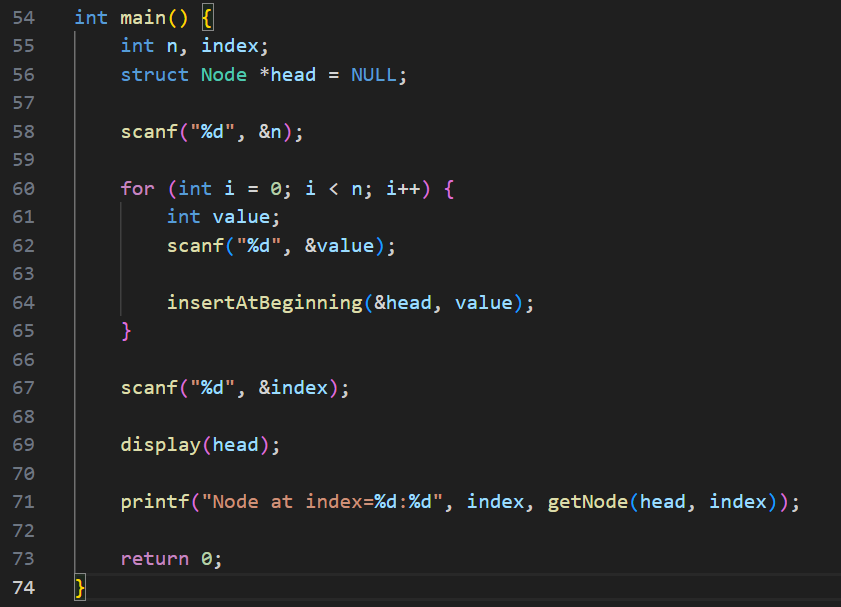 54 int main() {
55     int n, index;
56     struct Node *head = NULL;
57
58     scanf("%d", &n);
59
60     for (int i = 0; i < n; i++) {
61         int value;
62         scanf("%d", &value);
63
64         insertAtBeginning(&head, value);
65     }
66
67     scanf("%d", &index);
68
69     display(head);
70
71     printf("Node at index=%d:%d", index, getNode(head, index));
72
73     return 0;
74 }